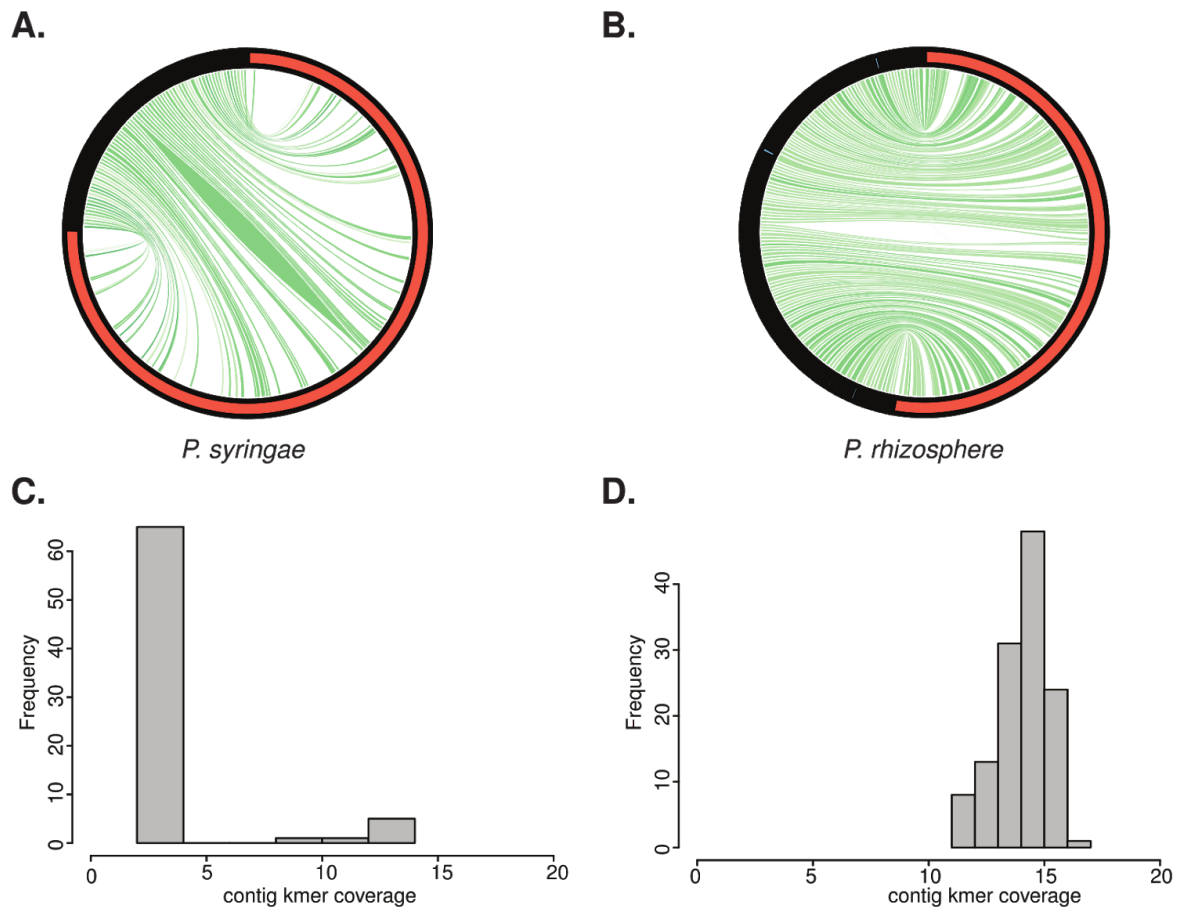 A.
B.
P. syringae
P. rhizosphere
C.
D.
Frequency
0 10 20 30 40 50 60
0 5 10 15 20
contig kmer coverage
Frequency
0 10 20 30 40
0 5 10 15 20
contig kmer coverage